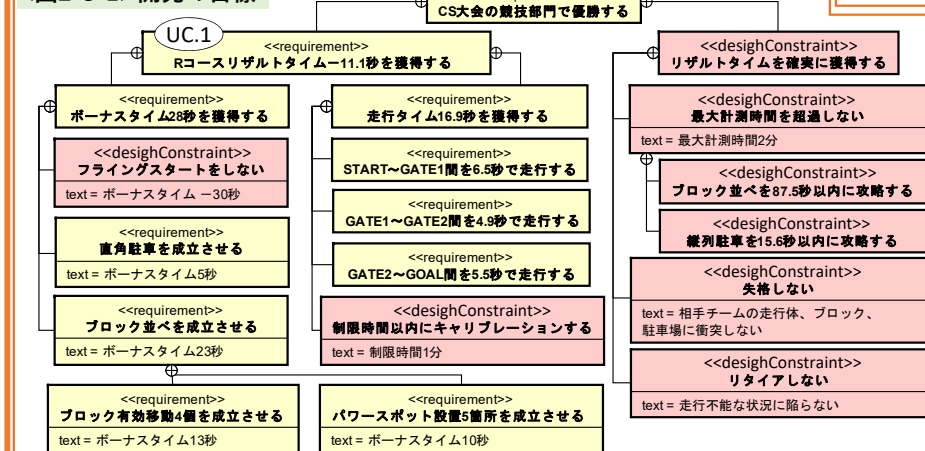 CS大会の競技部門で優勝する
UC.1
<<requirement>>
Rコースリザルトタイムー11.1秒を獲得する
<<requirement>>
ボーナスタイム28秒を獲得する
<<desighConstraint>>
フライングスタートをしない
text = ボーナスタイム －30秒
<<requirement>>
直角駐車を成立させる
text = ボーナスタイム5秒
<<requirement>>
ブロック並べを成立させる
text = ボーナスタイム23秒
<<requirement>>
ブロック有効移動4個を成立させる
text = ボーナスタイム13秒
<<requirement>>
パワースポット設置5箇所を成立させる
text = ボーナスタイム10秒
<<requirement>>
走行タイム16.9秒を獲得する
<<requirement>>
START～GATE1間を6.5秒で走行する
<<requirement>>
GATE1～GATE2間を4.9秒で走行する
<<requirement>>
GATE2～GOAL間を5.5秒で走行する
<<desighConstraint>>
制限時間以内にキャリブレーションする
text = 制限時間1分
<<desighConstraint>>
リザルトタイムを確実に獲得する
<<desighConstraint>>
最大計測時間を超過しない
text = 最大計測時間2分
<<desighConstraint>>
ブロック並べを87.5秒以内に攻略する
<<desighConstraint>>
縦列駐車を15.6秒以内に攻略する
<<desighConstraint>>
失格しない
text = 相手チームの走行体、ブロック、
駐車場に衝突しない
<<desighConstraint>>
リタイアしない
text = 走行不能な状況に陥らない